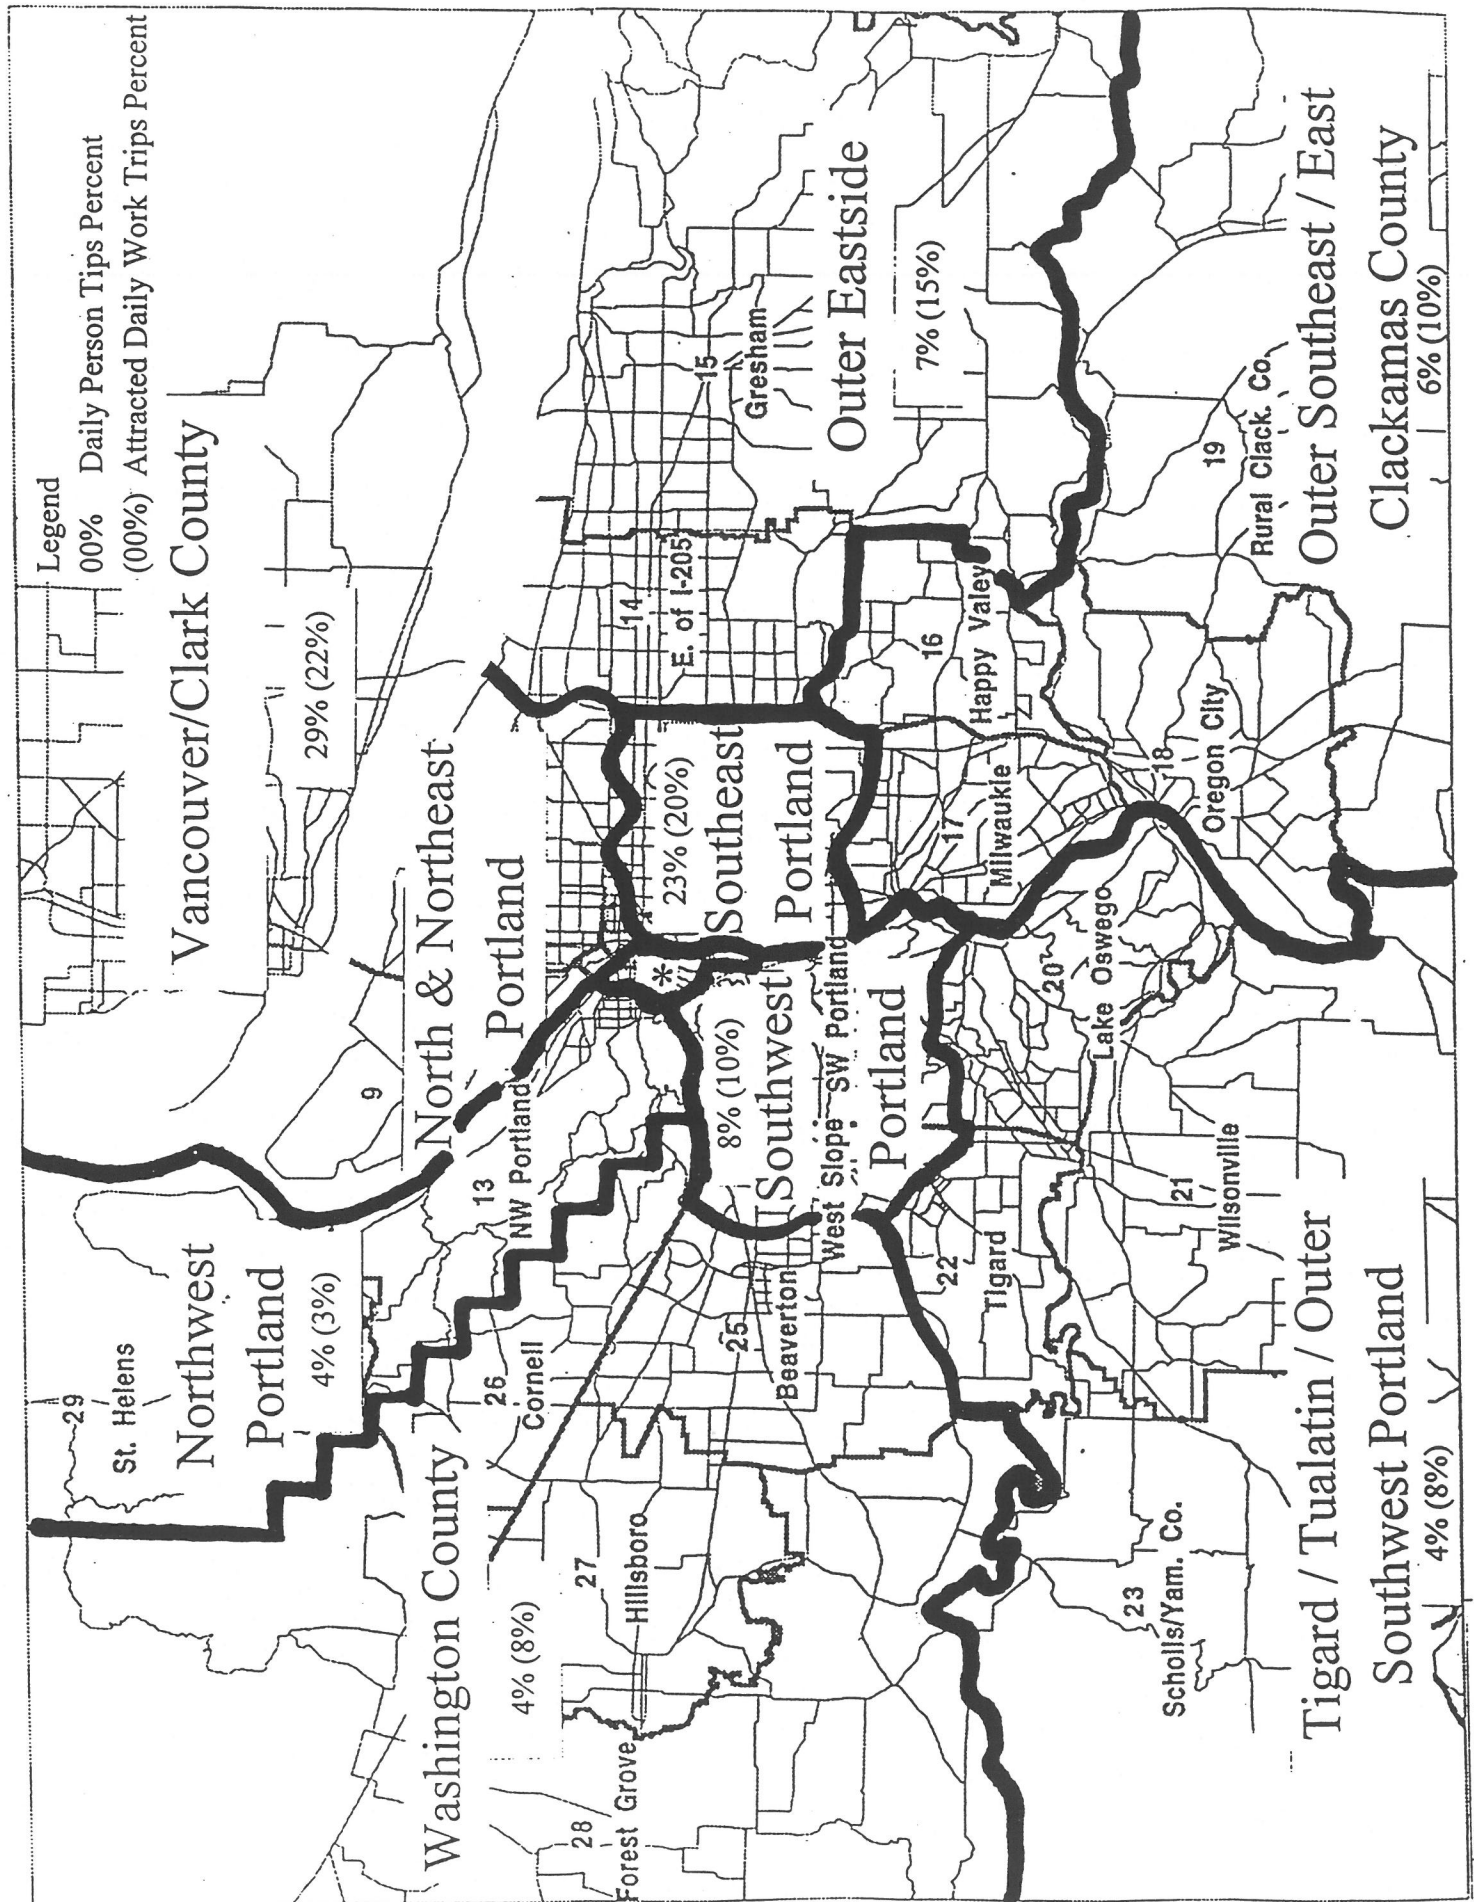 Legend
00% Daily Person Tips Percent
(00%) Attracted Daily Work Trips Percent
Vancouver/Clark County
29% (22%)
29
St. Helens
Northwest
Portland
4% (3%)
9
North & Northeast
Portland
13
NW Portland
Washington County
4% (8%)
26
Cornell
27
Hillsboro
28
Forest Grove
25
Beaverton
14
E. of I-205
15
Gresham
Outer Eastside
7% (15%)
23% (20%)
Southeast
Portland
*
8% (10%)
Southwest
West Slope SW Portland
Portland
16
Happy Valey
17
Milwaukie
18
Oregon City
19
Rural Clack. Co.
20
Lake Oswego
21
Wilsonville
22
Tigard
23
Scholls/Yam. Co.
Tigard / Tualatin / Outer
Southwest Portland
4% (8%)
Outer Southeast / East
Clackamas County
6% (10%)